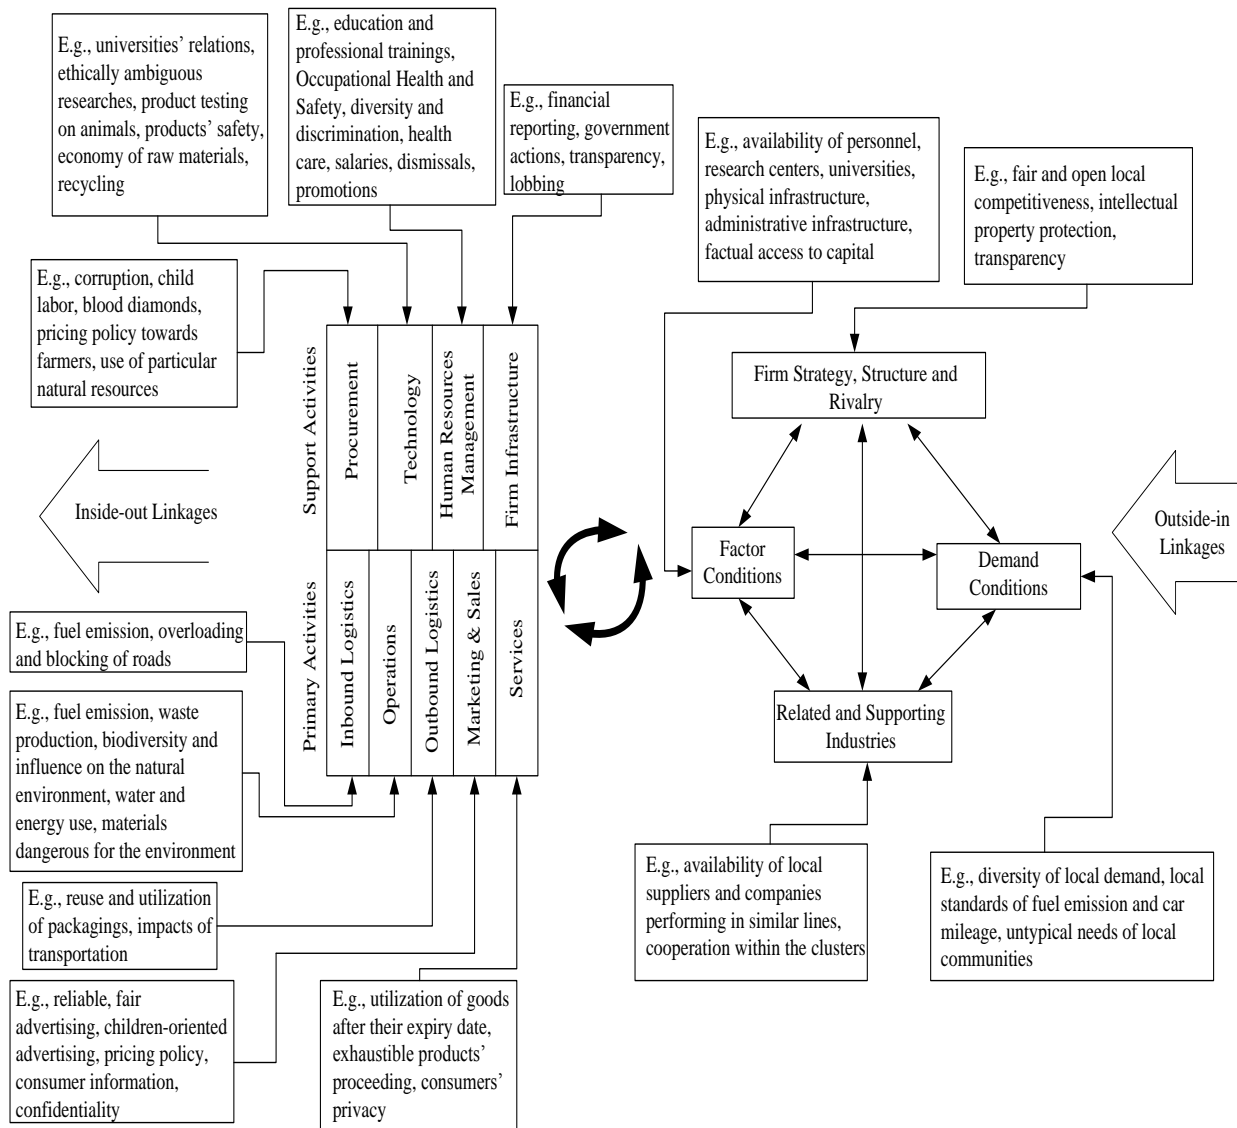 E.g., universities’ relations,
ethically ambiguous
researches, product testing
on animals, products’ safety,
economy of raw materials,
recycling
E.g., education and
professional trainings,
Occupational Health and
Safety, diversity and
discrimination, health
care, salaries, dismissals,
promotions
E.g., financial
reporting, government
actions, transparency,
lobbing
E.g., availability of personnel,
research centers, universities,
physical infrastructure,
administrative infrastructure,
factual access to capital
E.g., fair and open local
competitiveness, intellectual
property protection,
transparency
E.g., corruption, child
labor, blood diamonds,
pricing policy towards
farmers, use of particular
natural resources
Support Activities
Procurement
Technology
Human Resources
Management
Firm Infrastructure
Firm Strategy, Structure and
Rivalry
Inside-out Linkages
Factor
Conditions
Demand
Conditions
Outside-in
Linkages
Primary Activities
Inbound Logistics
Operations
Outbound Logistics
Marketing & Sales
Services
Related and Supporting
Industries
E.g., fuel emission, overloading
and blocking of roads
E.g., fuel emission, waste
production, biodiversity and
influence on the natural
environment, water and
energy use, materials
dangerous for the environment
E.g., reuse and utilization
of packagings, impacts of
transportation
E.g., reliable, fair
advertising, children-oriented
advertising, pricing policy,
consumer information,
confidentiality
E.g., utilization of goods
after their expiry date,
exhaustible products’
proceeding, consumers’
privacy
E.g., availability of local
suppliers and companies
performing in similar lines,
cooperation within the clusters
E.g., diversity of local demand, local
standards of fuel emission and car
mileage, untypical needs of local
communities